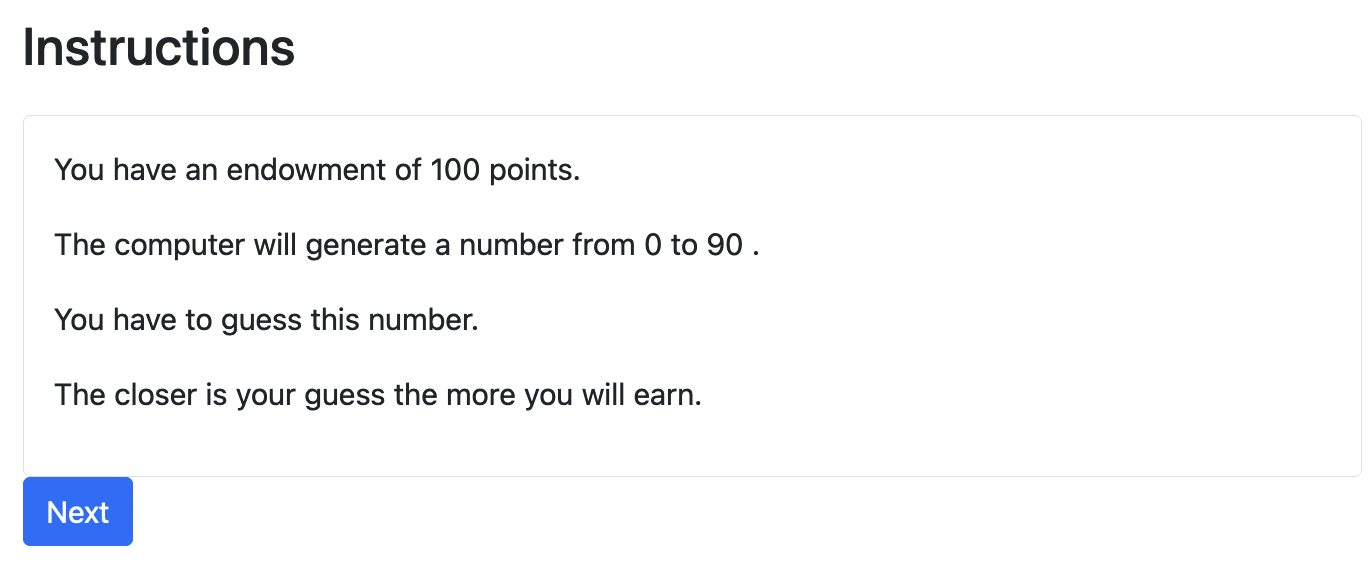 Instructions
You have an endowment of 100 points.
The computer will generate a number from 0 to 90 .
You have to guess this number.
The closer is your guess the more you will earn.
Next